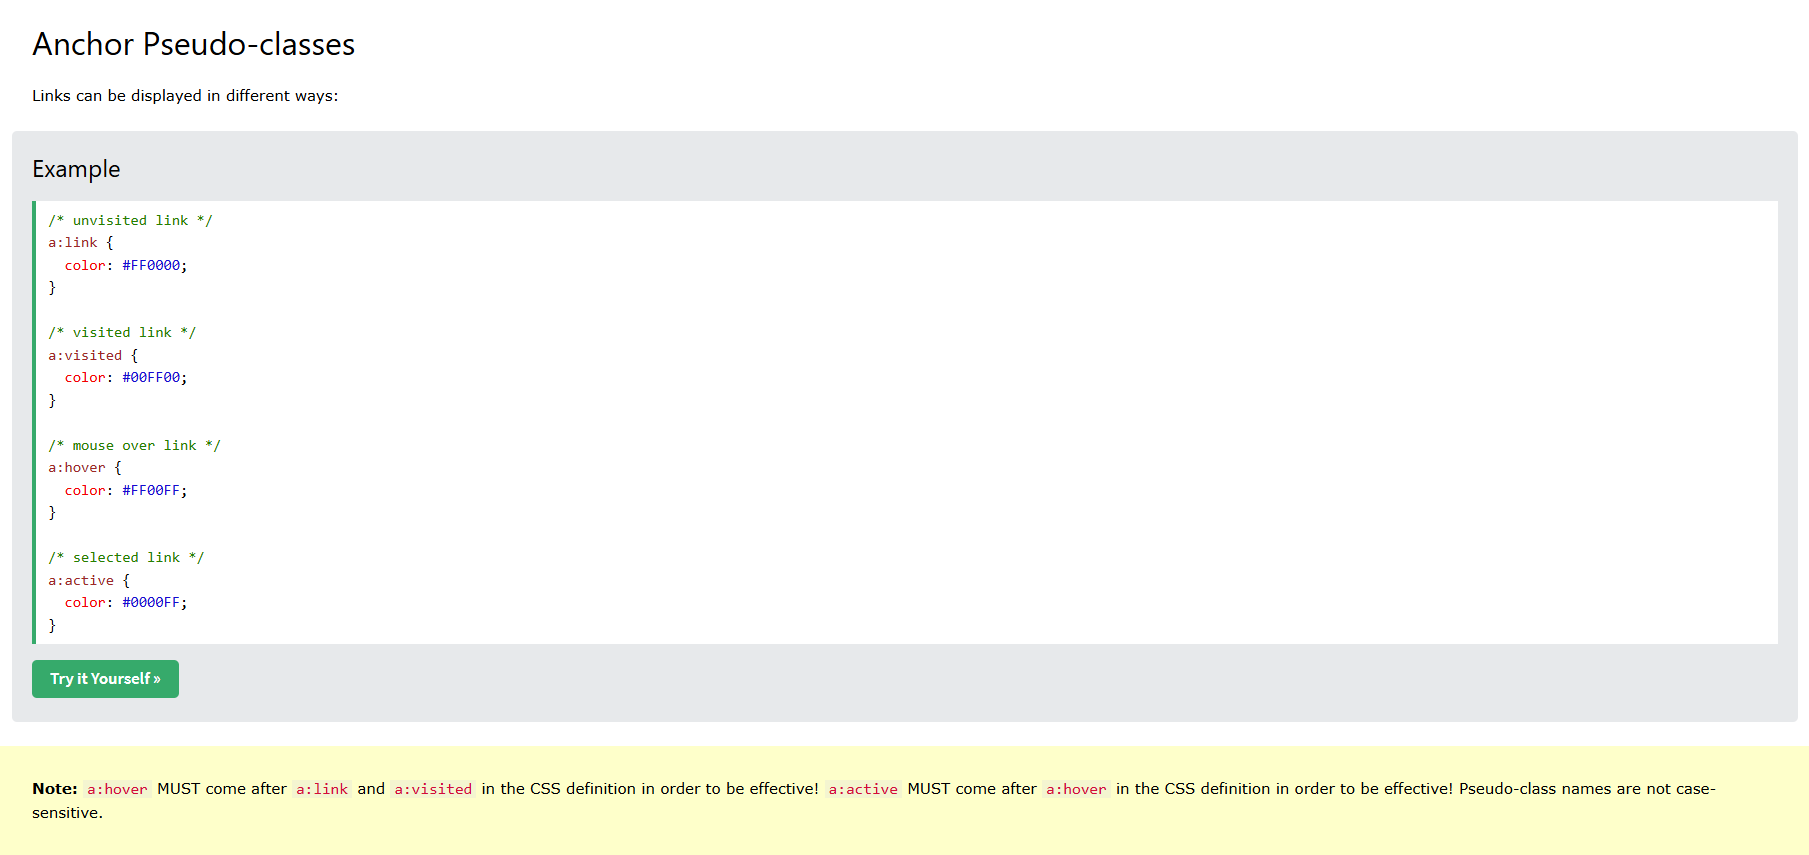 Anchor Pseudo-classes
Links can be displayed in different ways:
Example
/* unvisited link */
a:link {
  color: #FF0000;
}
/* visited link */
a:visited {
  color: #00FF00;
}
/* mouse over link */
a:hover {
  color: #FF00FF;
}
/* selected link */
a:active {
  color: #0000FF;
}
Try it Yourself »
Note: a:hover MUST come after a:link and a:visited in the CSS definition in order to be effective! a:active MUST come after a:hover in the CSS definition in order to be effective! Pseudo-class names are not case-
sensitive.